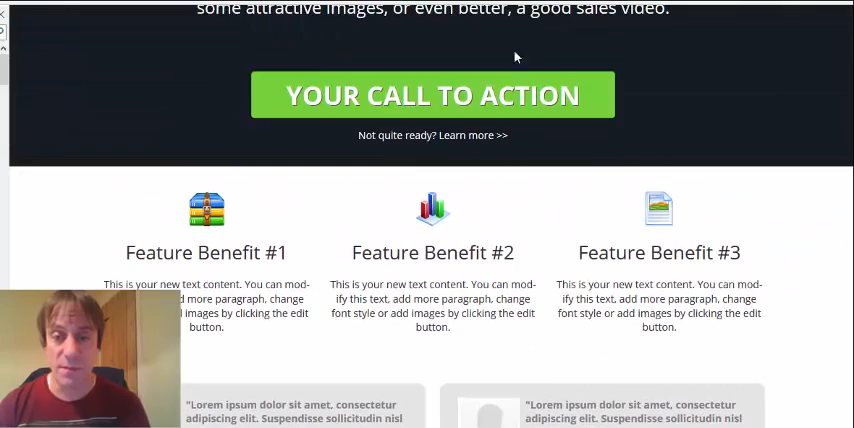 some attractive images, or even better, a good sales video.
YOUR CALL TO ACTION
Not quite ready? Learn more >>
Feature Benefit #1
This is your new text content. You can mod-
d more paragraph, change
l images by clicking the edit
button.
Feature Benefit #2
This is your new text content. You can mod-
ify this text, add more paragraph, change
font style or add images by clicking the edit
button.
Feature Benefit #3
This is your new text content. You can mod-
ify this text, add more paragraph, change
font style or add images by clicking the edit
button.
"Lorem ipsum dolor sit amet, consectetur
adipiscing elit. Suspendisse sollicitudin nisl
"Lorem ipsum dolor sit amet, consectetur
adipiscing elit. Suspendisse sollicitudin nisl